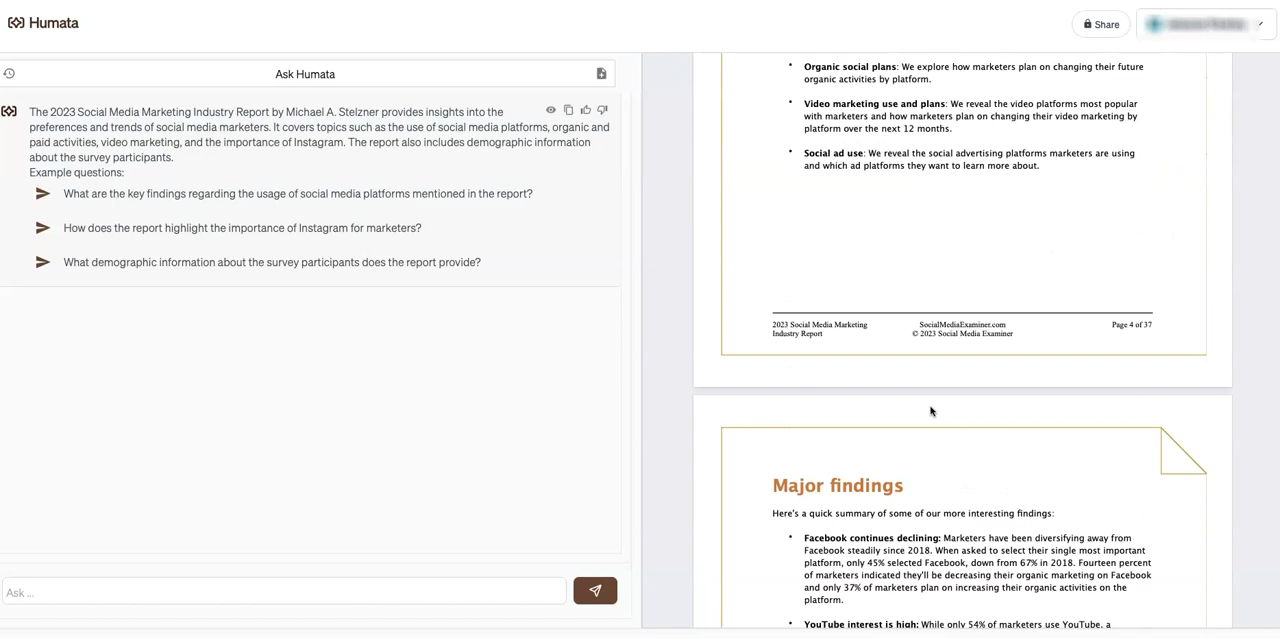 Humata
Share
Ask Humata
The 2023 Social Media Marketing Industry Report by Michael A. Stelzner provides insights into the
preferences and trends of social media marketers. It covers topics such as the use of social media platforms, organic and
paid activities, video marketing, and the importance of Instagram. The report also includes demographic information
about the survey participants.
Example questions:
What are the key findings regarding the usage of social media platforms mentioned in the report?
How does the report highlight the importance of Instagram for marketers?
What demographic information about the survey participants does the report provide?
Ask ...
• Organic social plans: We explore how marketers plan on changing their future
organic activities by platform.
• Video marketing use and plans: We reveal the video platforms most popular
with marketers and how marketers plan on changing their video marketing by
platform over the next 12 months.
• Social ad use: We reveal the social advertising platforms marketers are using
and which ad platforms they want to learn more about.
2023 Social Media Marketing SocialMediaExaminer.com Page 4 of 37
Industry Report © 2023 Social Media Examiner
Major findings
Here's a quick summary of some of our more interesting findings:
• Facebook continues declining: Marketers have been diversifying away from
Facebook steadily since 2018. When asked to select their single most important
platform, only 45% selected Facebook, down from 67% in 2018. Fourteen percent
of marketers indicated they'll be decreasing their organic marketing on Facebook
and only 37% of marketers plan on increasing their organic activities on the
platform.
• YouTube interest is high: While only 54% of marketers use YouTube, a